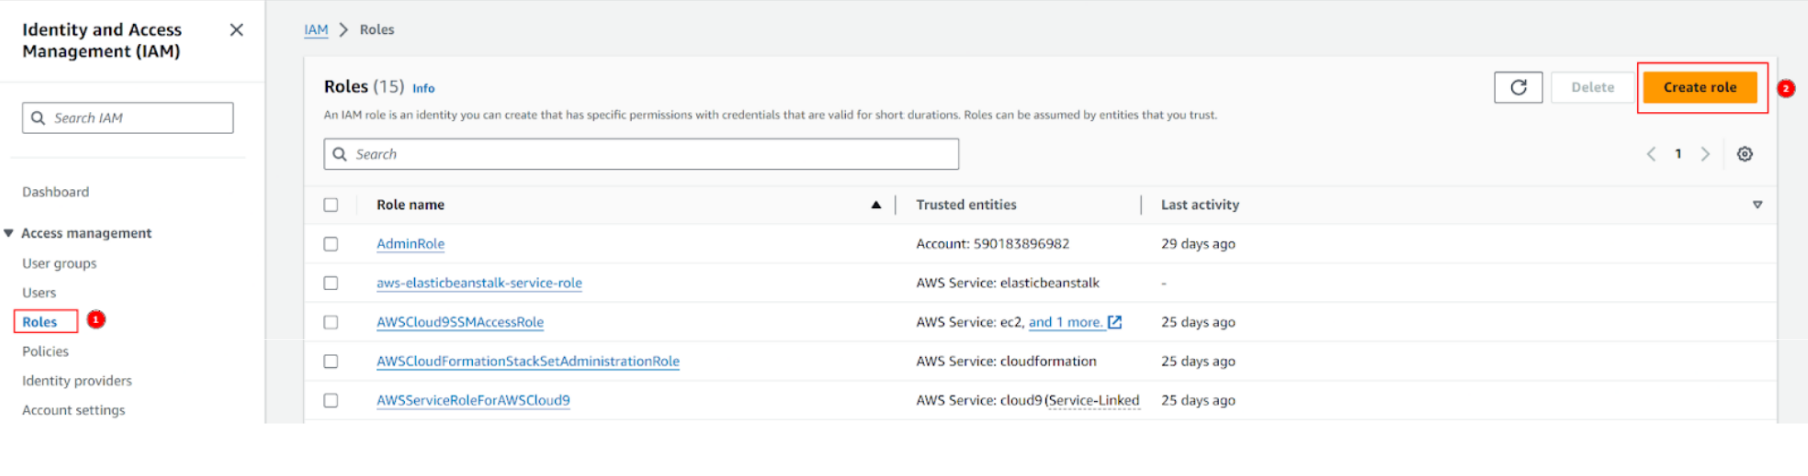 Identity and Access
Management (IAM)
Search IAM
Dashboard
Access management
User groups
Users
Roles
1
Policies
Identity providers
Account settings
IAM > Roles
Roles (15) Info
Delete
Create role
2
An IAM role is an identity you can create that has specific permissions with credentials that are valid for short durations. Roles can be assumed by entities that you trust.
Search
1
Role name Trusted entities Last activity
AdminRole Account: 590183896982 29 days ago
aws-elasticbeanstalk-service-role AWS Service: elasticbeanstalk -
AWSCloud9SSMAccessRole AWS Service: ec2, and 1 more. 25 days ago
AWSCloudFormationStackSetAdministrationRole AWS Service: cloudformation 25 days ago
AWSServiceRoleForAWSCloud9 AWS Service: cloud9 (Service-Linked 25 days ago